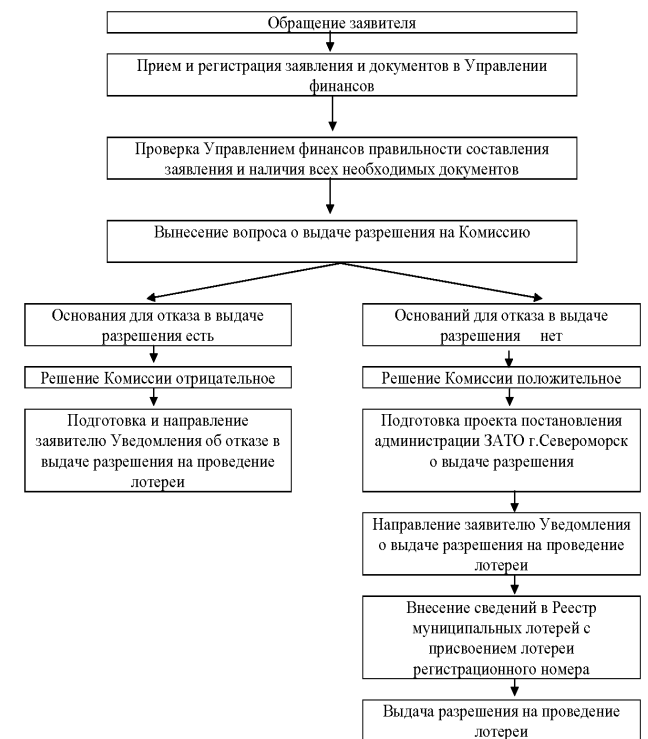 Обращение заявителя
Прием и регистрация заявления и документов в Управлении
финансов
Проверка Управлением финансов правильности составления
заявления и наличия всех необходимых документов
Вынесение вопроса о выдаче разрешения на Комиссию
Основания для отказа в выдаче
разрешения есть
Решение Комиссии отрицательное
Подготовка и направление
заявителю Уведомления об отказе в
выдаче разрешения на проведение
лотереи
Оснований для отказа в выдаче
разрешения нет
Решение Комиссии положительное
Подготовка проекта постановления
администрации ЗАТО г.Североморск
о выдаче разрешения
Направление заявителю Уведомления
о выдаче разрешения на проведение
лотереи
Внесение сведений в Реестр
муниципальных лотерей с
присвоением лотереи
регистрационного номера
Выдача разрешения на проведение
лотереи